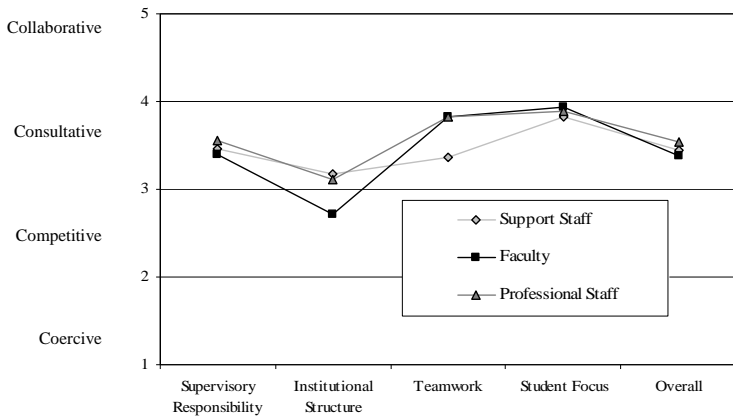 Collaborative
Consultative
Competitive
Coercive
5
4
3
2
1
Support Staff
Faculty
Professional Staff
Supervisory
Responsibility
Institutional
Structure
Teamwork
Student Focus
Overall